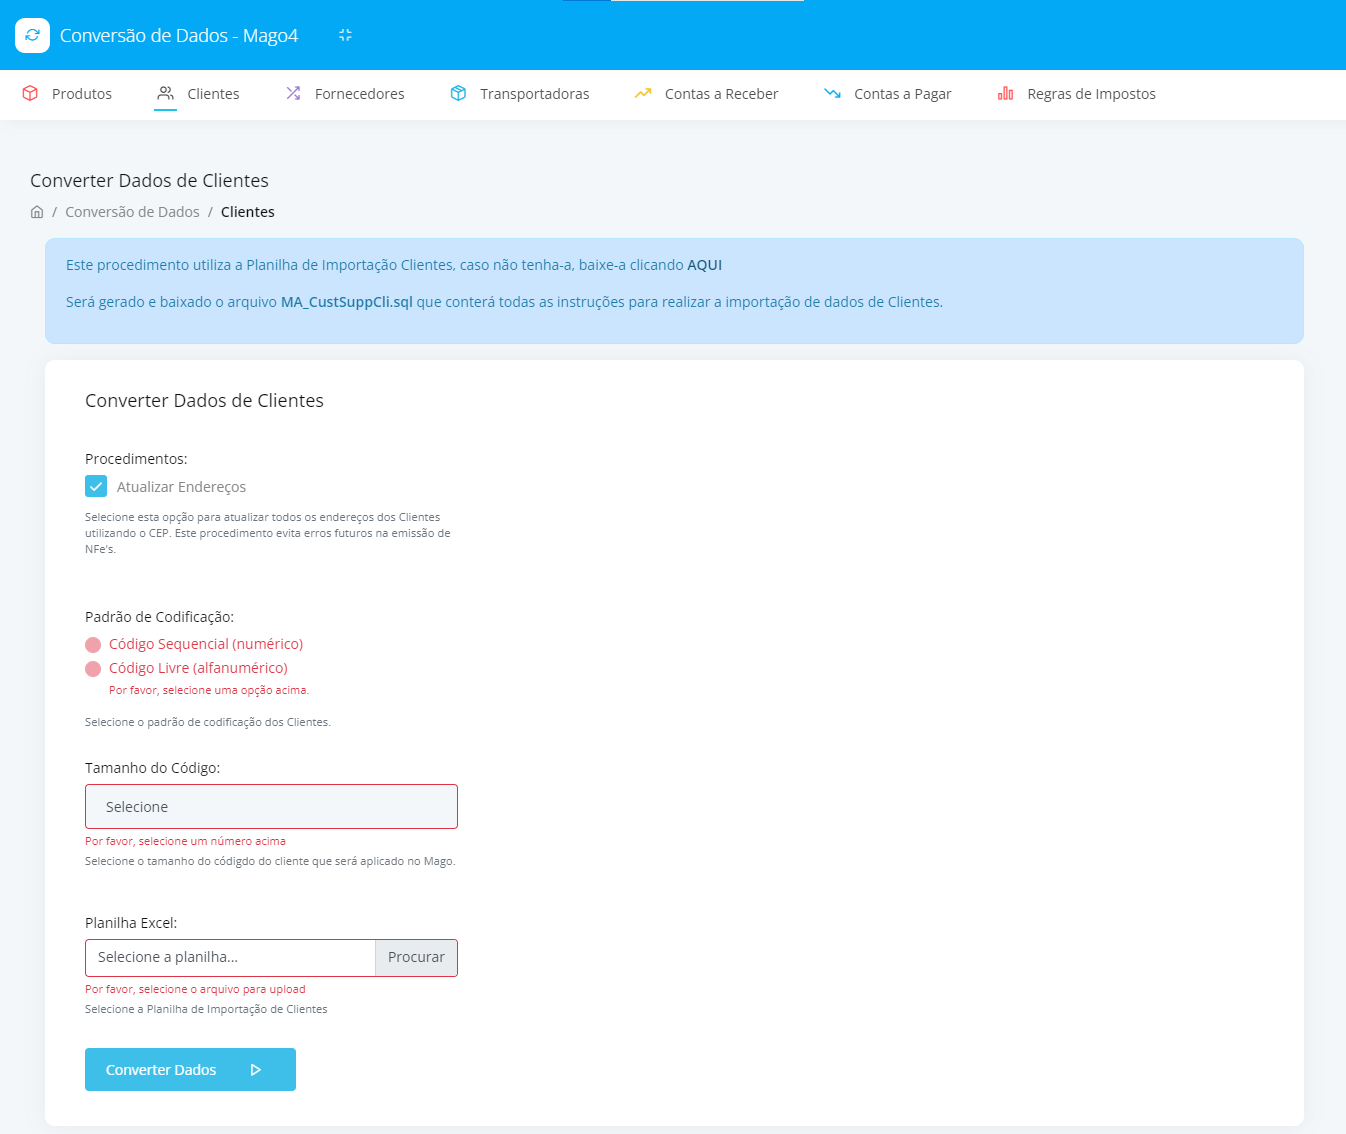 Conversão de Dados - Mago4
Produtos
Clientes
Fornecedores
Transportadoras
Contas a Receber
Contas a Pagar
Regras de Impostos
Converter Dados de Clientes
/ Conversão de Dados / Clientes
Este procedimento utiliza a Planilha de Importação Clientes, caso não tenha-a, baixe-a clicando AQUI
Será gerado e baixado o arquivo MA_CustSuppCli.sql que conterá todas as instruções para realizar a importação de dados de Clientes.
Converter Dados de Clientes
Procedimentos:
Atualizar Endereços
Selecione esta opção para atualizar todos os endereços dos Clientes
utilizando o CEP. Este procedimento evita erros futuros na emissão de
NFe's.
Padrão de Codificação:
Código Sequencial (numérico)
Código Livre (alfanumérico)
Por favor, selecione uma opção acima.
Selecione o padrão de codificação dos Clientes.
Tamanho do Código:
Selecione
Por favor, selecione um número acima
Selecione o tamanho do códigdo do cliente que será aplicado no Mago.
Planilha Excel:
Selecione a planilha...
Procurar
Por favor, selecione o arquivo para upload
Selecione a Planilha de Importação de Clientes
Converter Dados